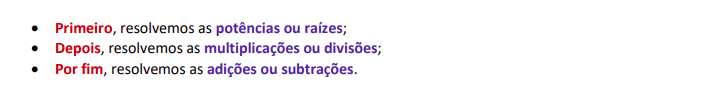 • Primeiro, resolvemos as potências ou raízes;
• Depois, resolvemos as multiplicações ou divisões;
• Por fim, resolvemos as adições ou subtrações.